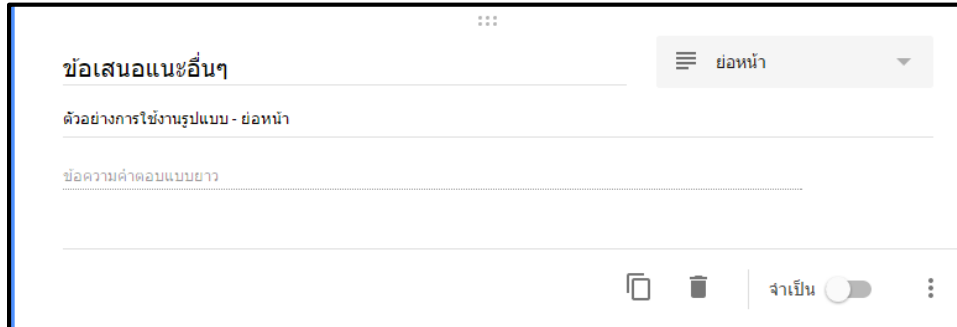 ข้อเสนอแนะอื่นๆ
ย่อหน้า
ตัวอย่างการใช้งานรูปแบบ - ย่อหน้า
ข้อความคำตอบแบบยาว
จำเป็น